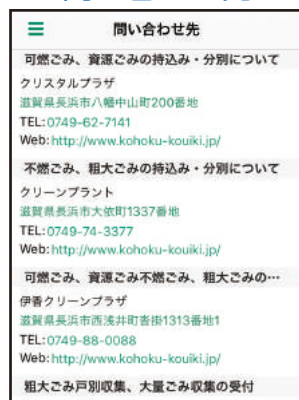 問い合わせ先
可燃ごみ、資源ごみの持込み・分別について
クリスタルプラザ
滋賀県長浜市八幡中山町200番地
TEL:0749-62-7141
Web:http://www.kohoku-kouiki.jp/
不燃ごみ、粗大ごみの持込み・分別について
クリーンプラント
滋賀県長浜市大依町1337番地
TEL:0749-74-3377
Web:http://www.kohoku-kouiki.jp/
可燃ごみ、資源ごみ不燃ごみ、粗大ごみの…
伊香クリーンプラザ
滋賀県長浜市西浅井町沓掛1313番地1
TEL:0749-88-0088
Web:http://www.kohoku-kouiki.jp/
粗大ごみ戸別収集、大量ごみ収集の受付